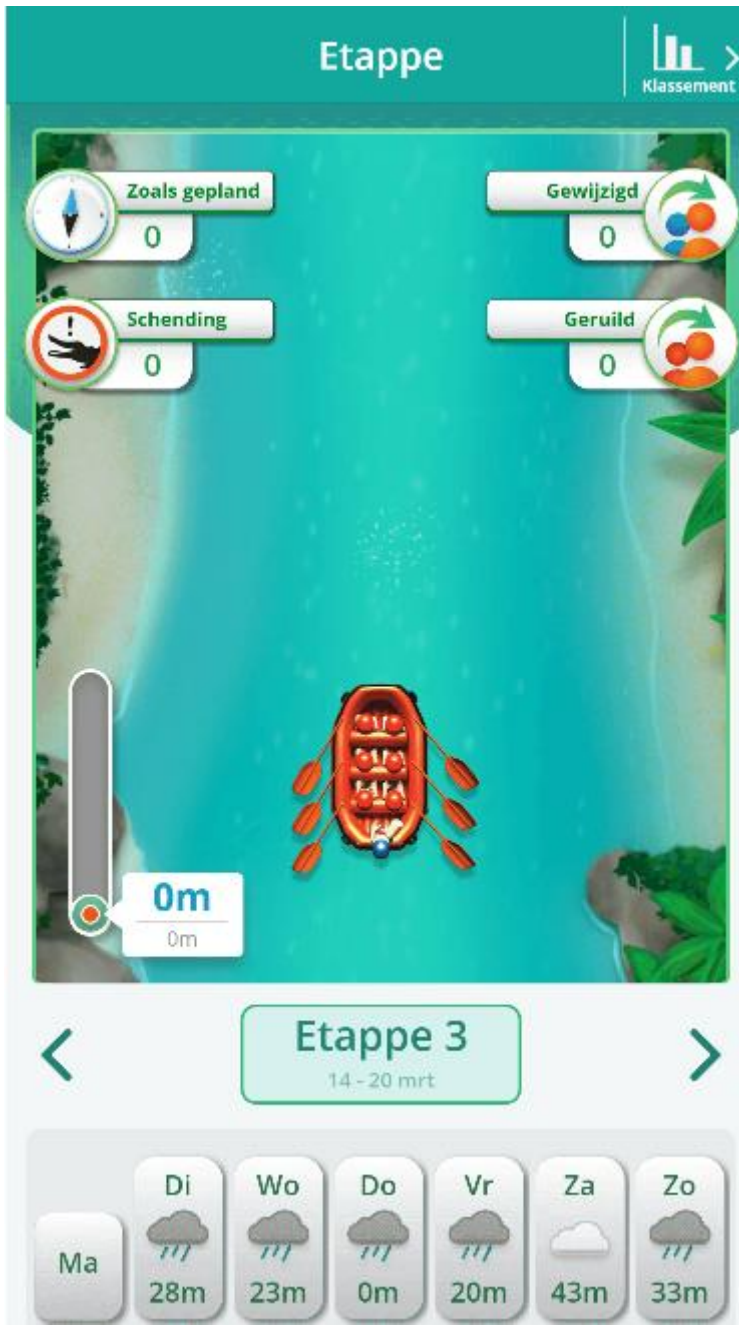 Etappe
Klassement
Zoals gepland
0
Gewijzigd
0
Schending
0
Geruild
0
0m
0m
Etappe 3
14 - 20 mrt
Ma
Di
28m
Wo
23m
Do
0m
Vr
20m
Za
43m
Zo
33m